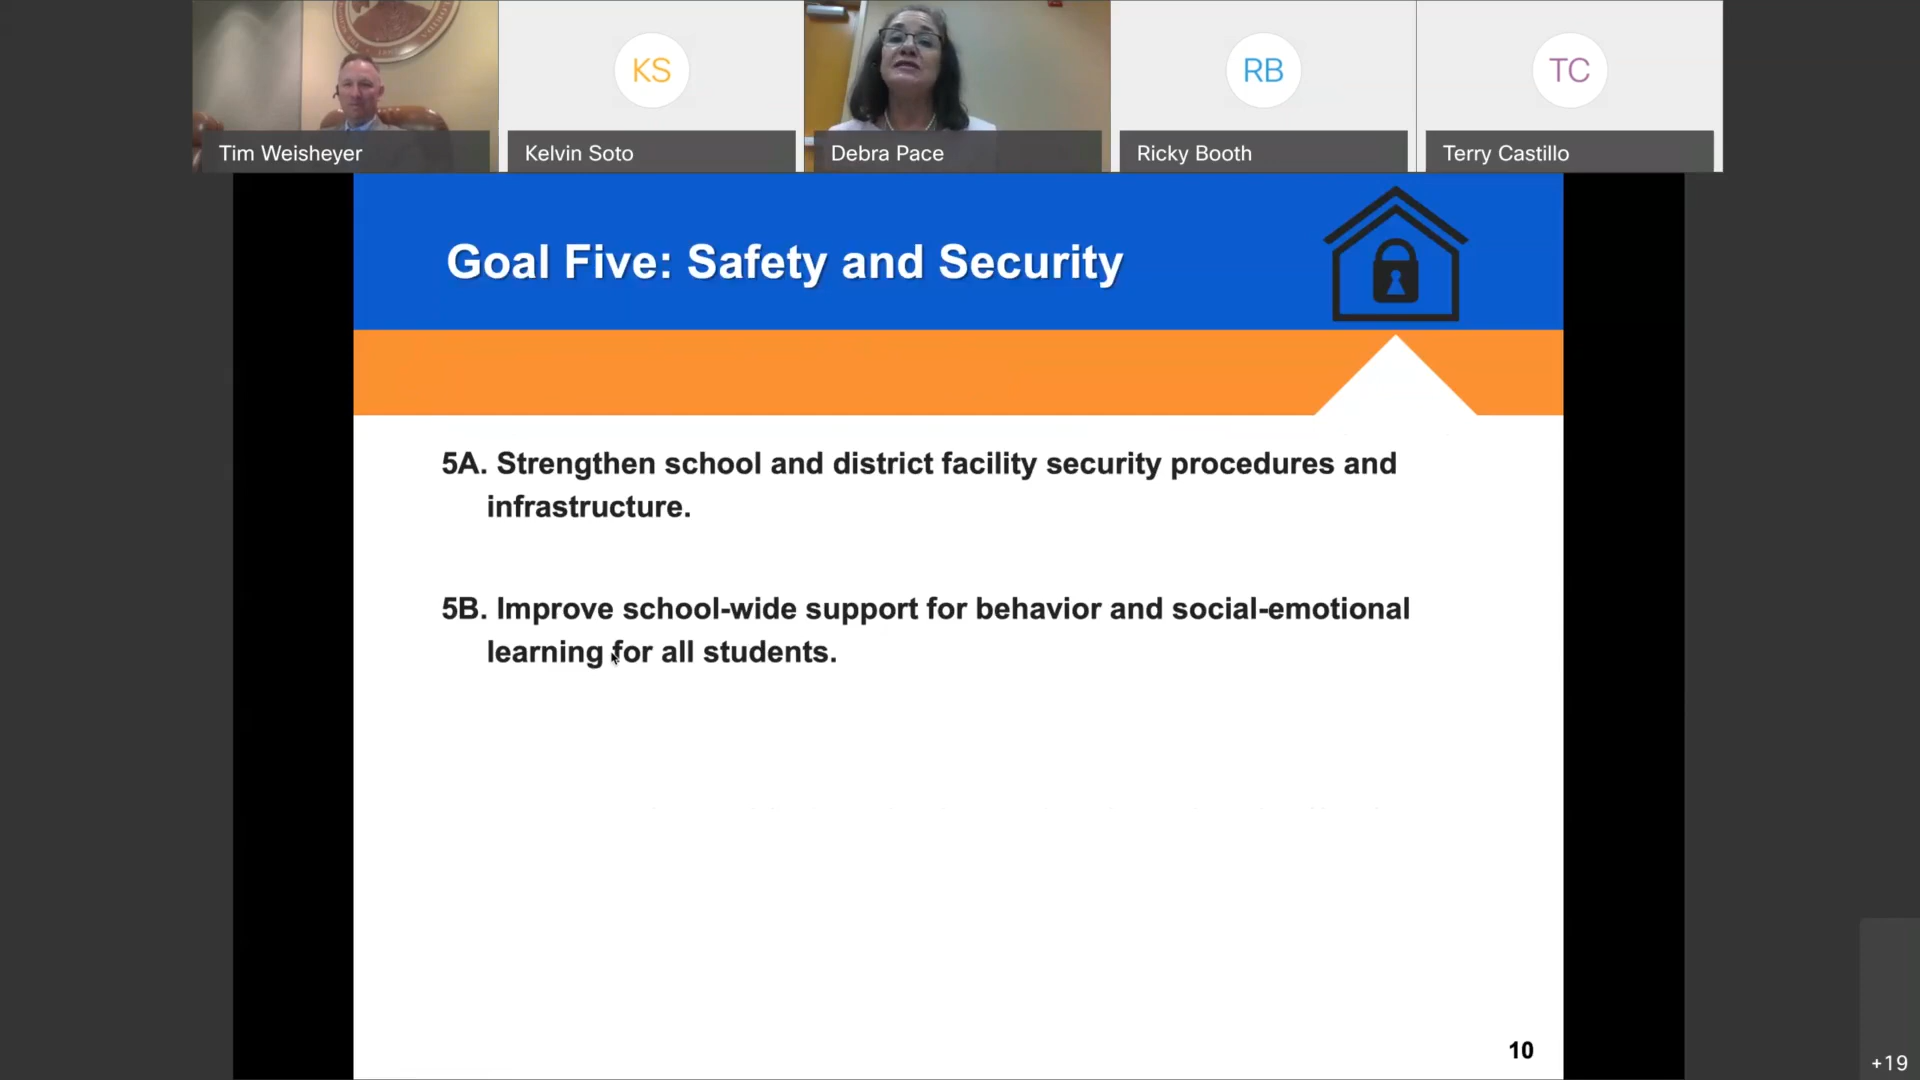 KS
RB
TC
Tim Weisheyer
Kelvin Soto
Debra Pace
Ricky Booth
Terry Castillo
Goal Five: Safety and Security
5A. Strengthen school and district facility security procedures and
infrastructure.
5B. Improve school-wide support for behavior and social-emotional
learning for all students.
10
+19